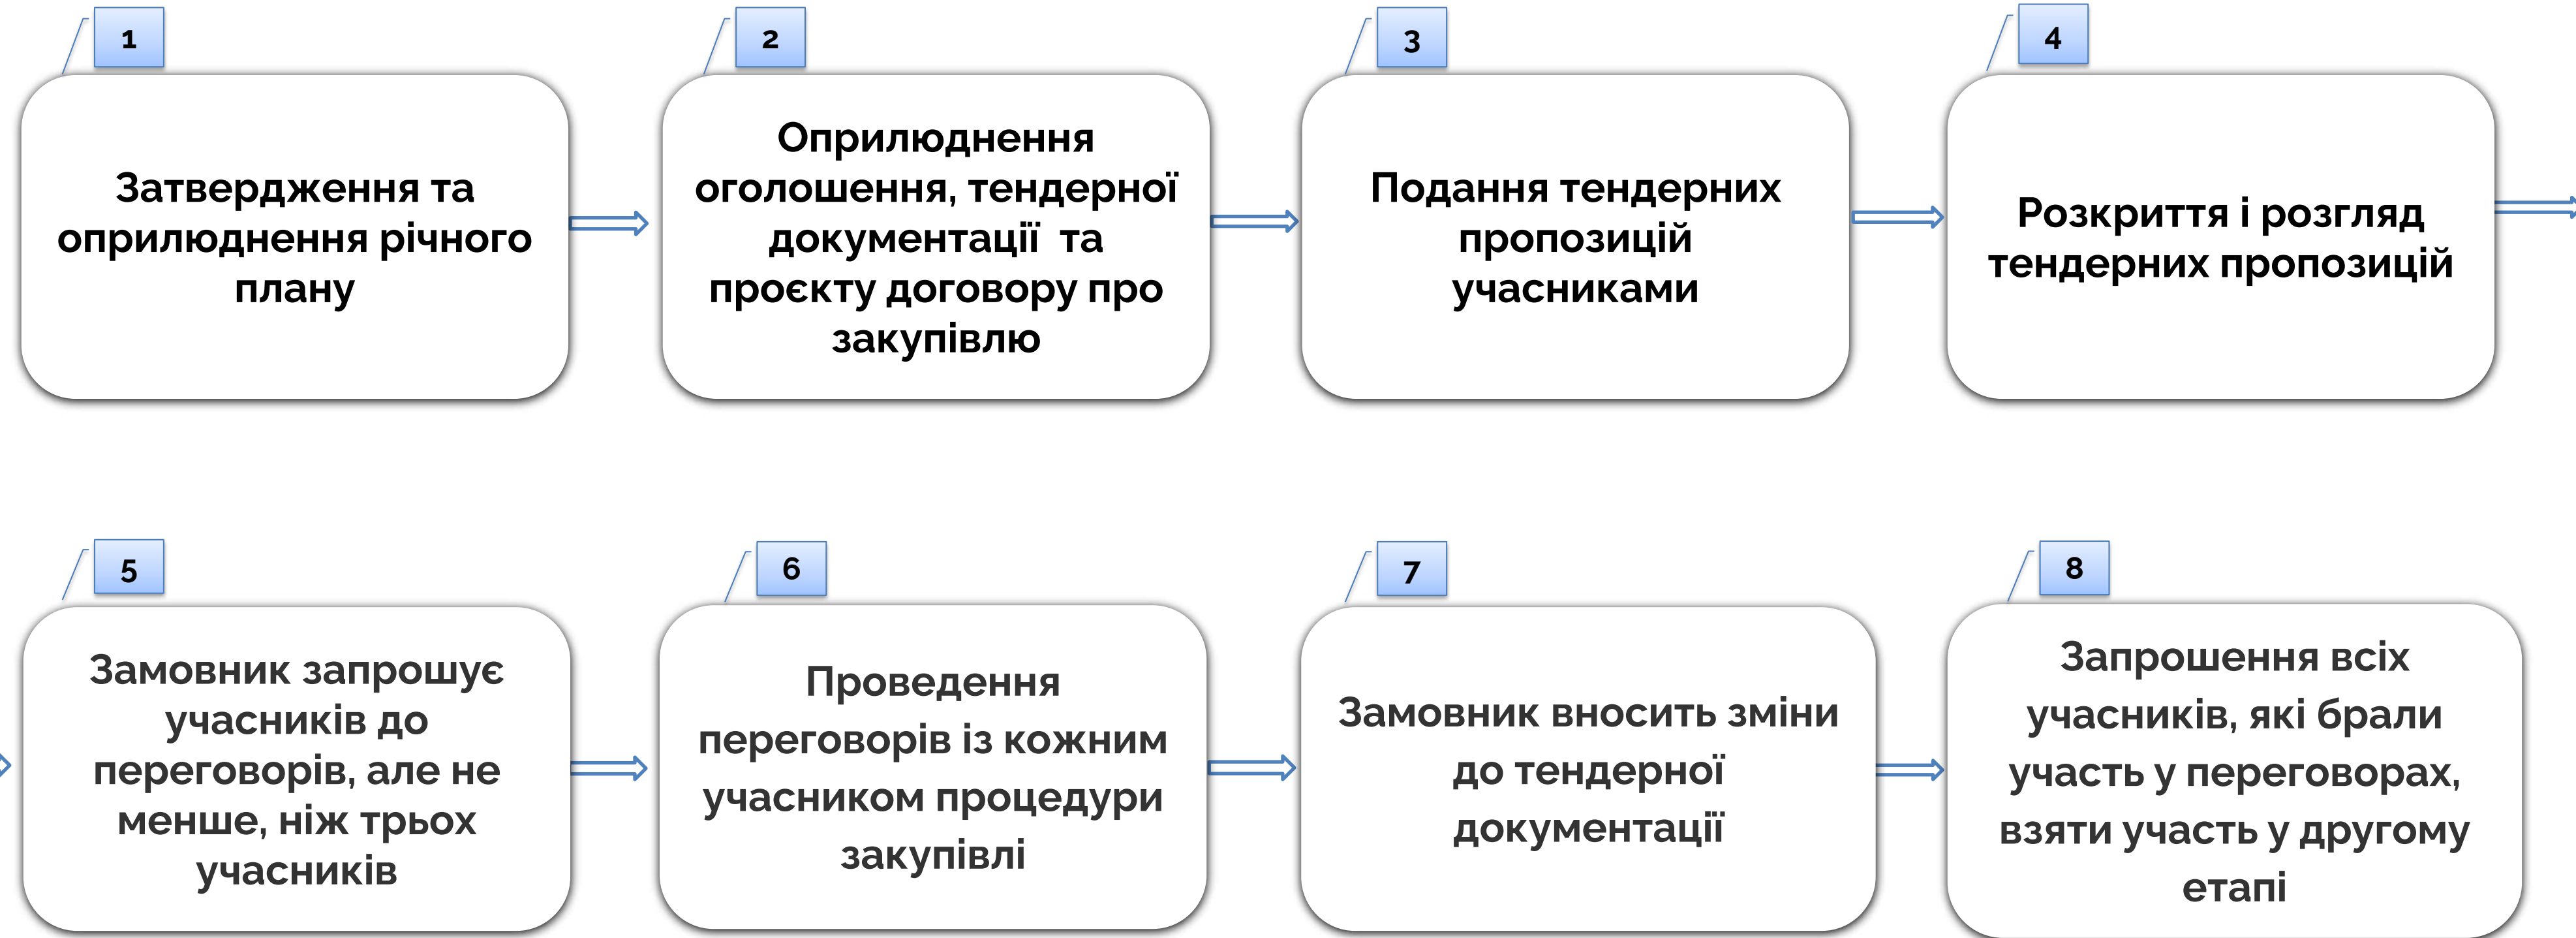 1
Затвердження та
оприлюднення річного
плану
2
Оприлюднення
оголошення, тендерної
документації та
проєкту договору про
закупівлю
3
Подання тендерних
пропозицій
учасниками
4
Розкриття і розгляд
тендерних пропозицій
5
Замовник запрошує
учасників до
переговорів, але не
менше, ніж трьох
учасників
6
Проведення
переговорів із кожним
учасником процедури
закупівлі
7
Замовник вносить зміни
до тендерної
документації
8
Запрошення всіх
учасників, які брали
участь у переговорах,
взяти участь у другому
етапі